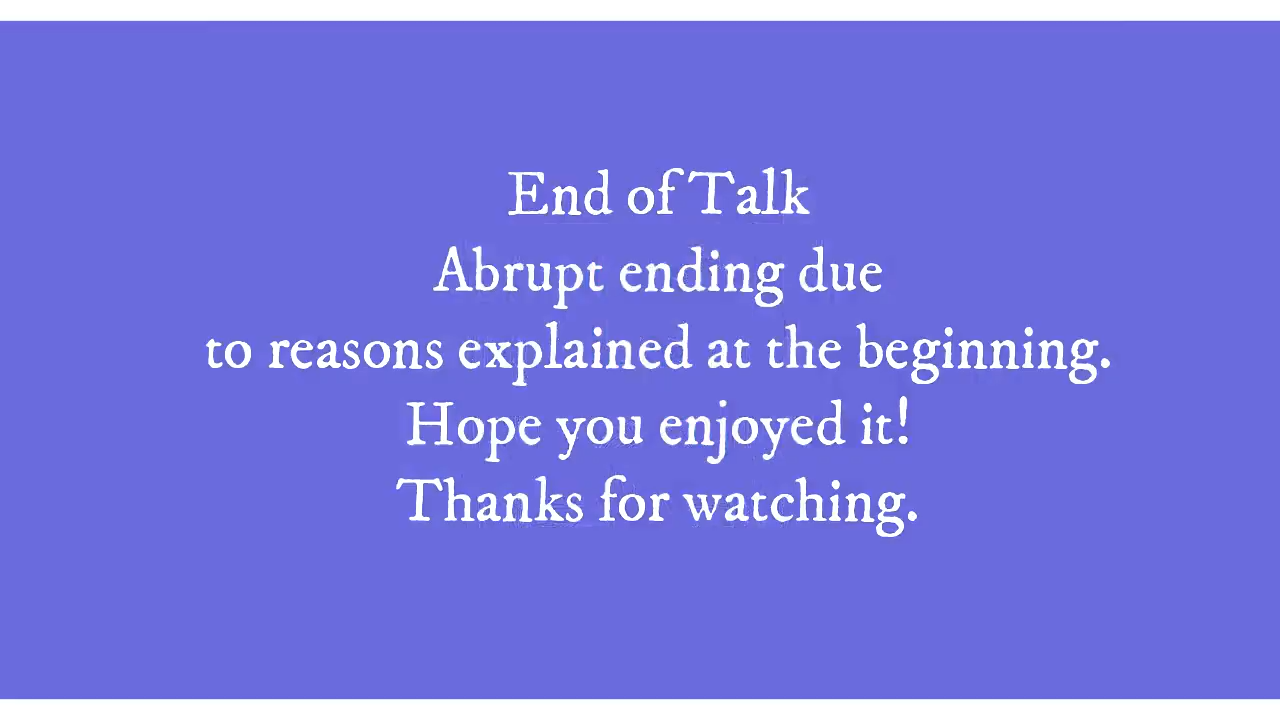 End of Talk
Abrupt ending due
to reasons explained at the beginning.
Hope you enjoyed it!
Thanks for watching.